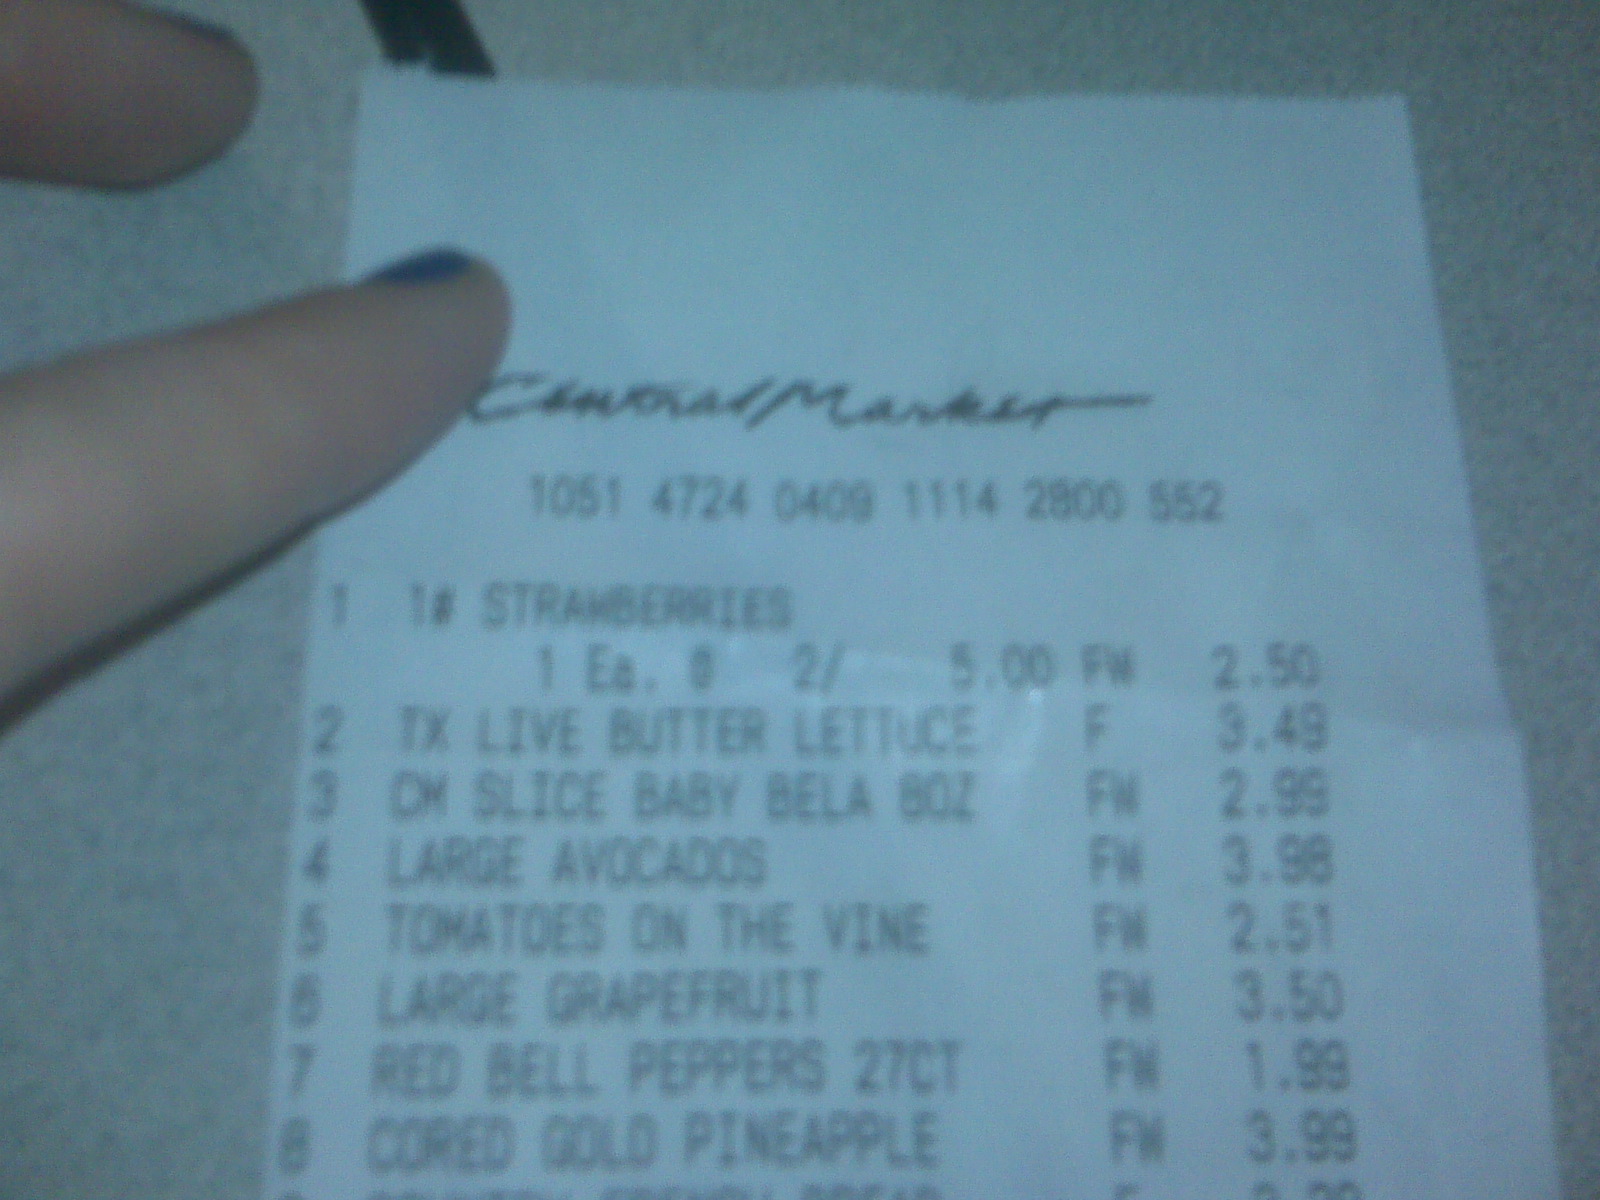 Central Market
1051 4724 0409 1114 2800 552
1 1# STRAWBERRIES
1 Ea. @ 2/ 5.00 FW 2.50
2 TX LIVE BUTTER LETTUCE F 3.49
3 CM SLICE BABY BELA 8OZ FW 2.99
4 LARGE AVOCADOS FW 3.98
5 TOMATOES ON THE VINE FW 2.51
6 LARGE GRAPEFRUIT FW 3.50
7 RED BELL PEPPERS 27CT FW 1.99
8 CORED GOLD PINEAPPLE FW 3.99
COUNTRY FRENCH BREAD F